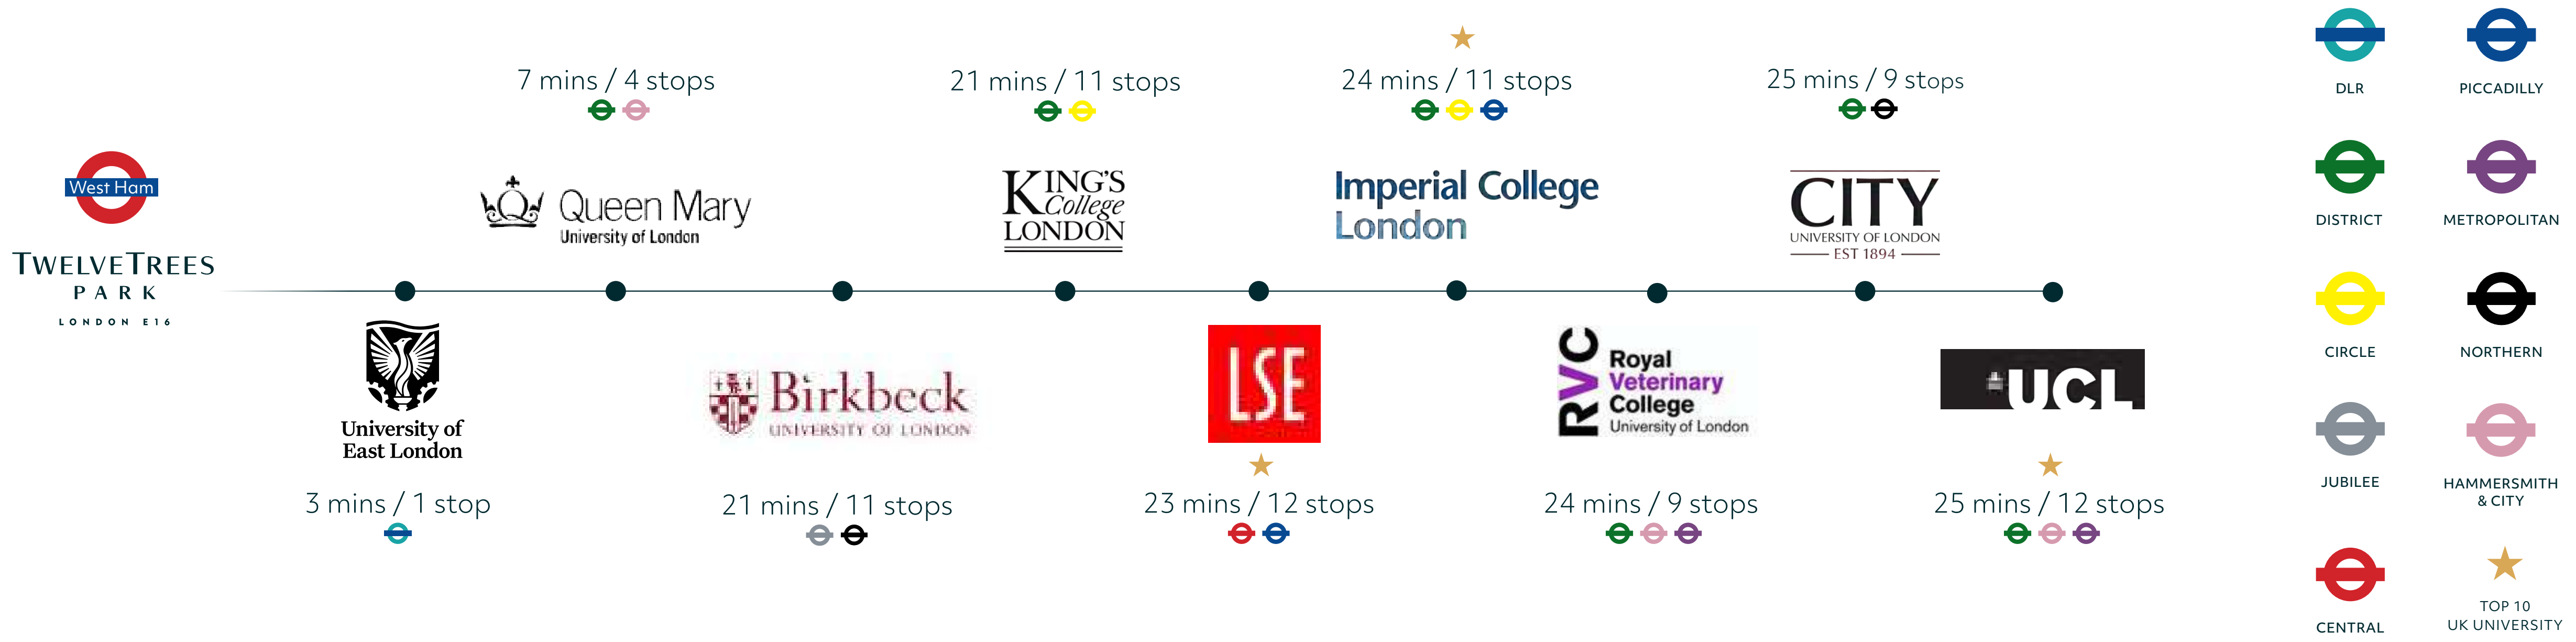 West Ham
TWELVETREES
PARK
LONDON E16
3 mins / 1 stop
University of
East London
7 mins / 4 stops
Queen Mary
University of London
21 mins / 11 stops
Birkbeck
UNIVERSITY OF LONDON
21 mins / 11 stops
KING'S
College
LONDON
23 mins / 12 stops
LSE
24 mins / 11 stops
Imperial College
London
24 mins / 9 stops
RVC
Royal
Veterinary
College
University of London
25 mins / 9 stops
CITY
UNIVERSITY OF LONDON
EST 1894
25 mins / 12 stops
UCL
DLR
PICCADILLY
DISTRICT
METROPOLITAN
CIRCLE
NORTHERN
JUBILEE
HAMMERSMITH
& CITY
CENTRAL
TOP 10
UK UNIVERSITY